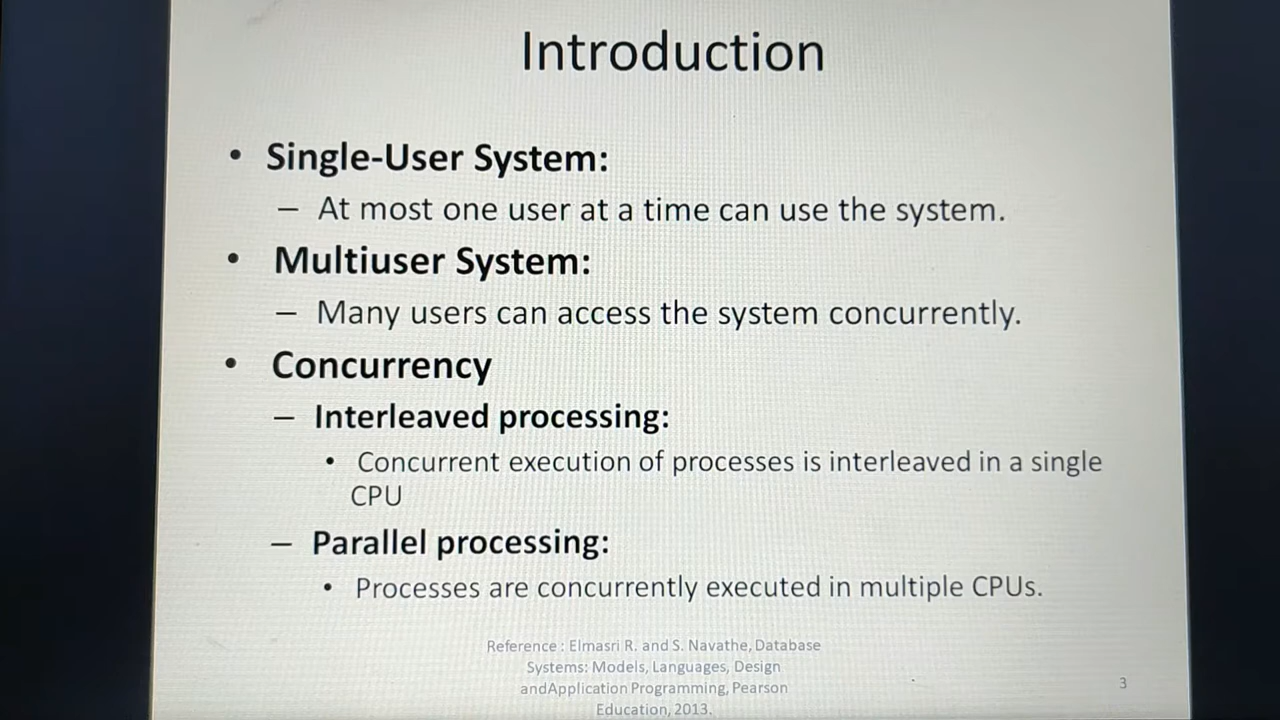 Introduction
• Single-User System:
– At most one user at a time can use the system.
• Multiuser System:
– Many users can access the system concurrently.
• Concurrency
– Interleaved processing:
• Concurrent execution of processes is interleaved in a single
CPU
– Parallel processing:
• Processes are concurrently executed in multiple CPUs.
Reference : Elmasri R. and S. Navathe, Database
Systems: Models, Languages, Design
andApplication Programming, Pearson
Education, 2013.
3